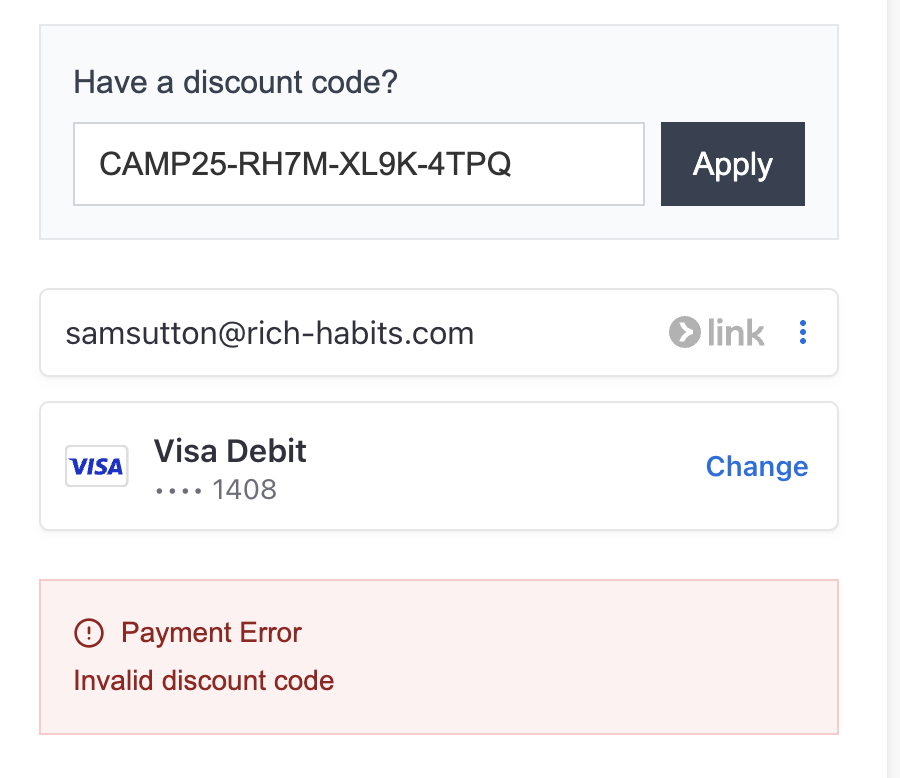 Have a discount code?
CAMP25-RH7M-XL9K-4TPQ
Apply
samsutton@rich-habits.com
link
VISA
Visa Debit
•••• 1408
Change
Payment Error
Invalid discount code